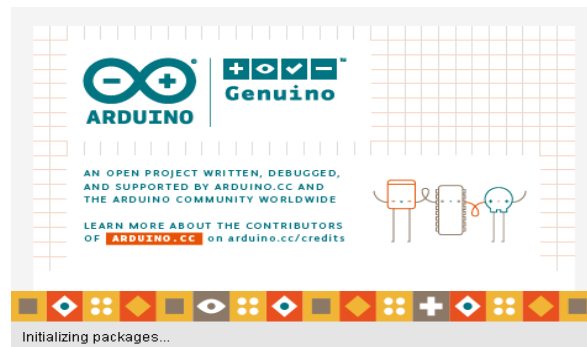 ARDUINO
Genuino™
AN OPEN PROJECT WRITTEN, DEBUGGED,
AND SUPPORTED BY ARDUINO.CC AND
THE ARDUINO COMMUNITY WORLDWIDE
LEARN MORE ABOUT THE CONTRIBUTORS
OF ARDUINO.CC on arduino.cc/credits
Initializing packages...